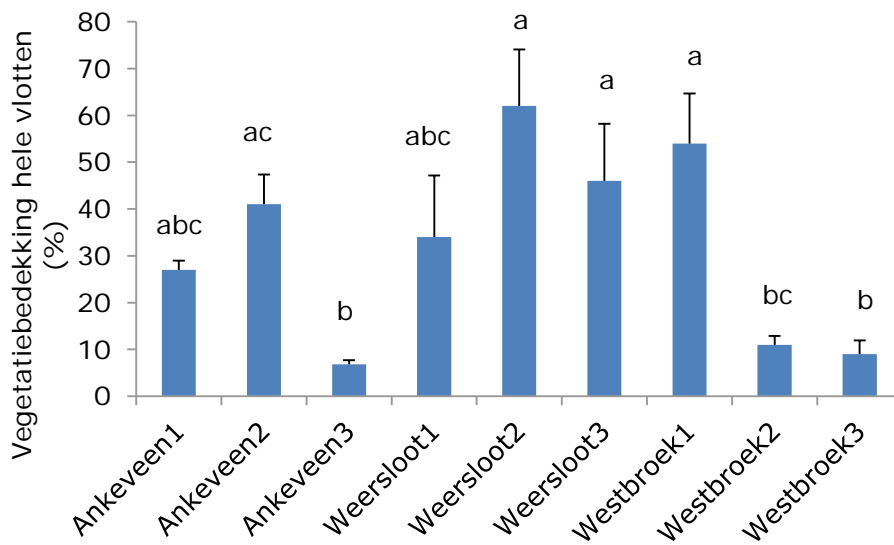 Vegetatiebedekking hele vlotten
(%)
80
70
60
50
40
30
20
10
0
abc
ac
b
abc
a
a
a
bc
b
Ankeveen1
Ankeveen2
Ankeveen3
Weersloot1
Weersloot2
Weersloot3
Westbroek1
Westbroek2
Westbroek3